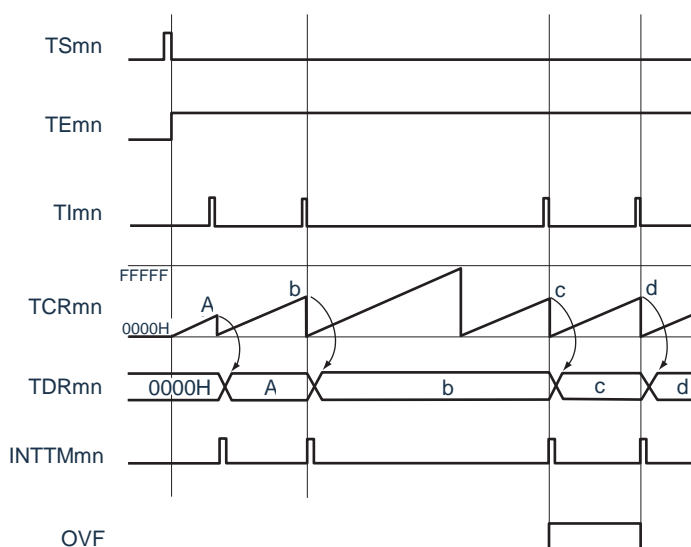 TSmn
TEmn
TImn
FFFFF
TCRmn
0000H
A
b
c
d
TDRmn
0000H
A
b
c
d
INTTMmn
OVF